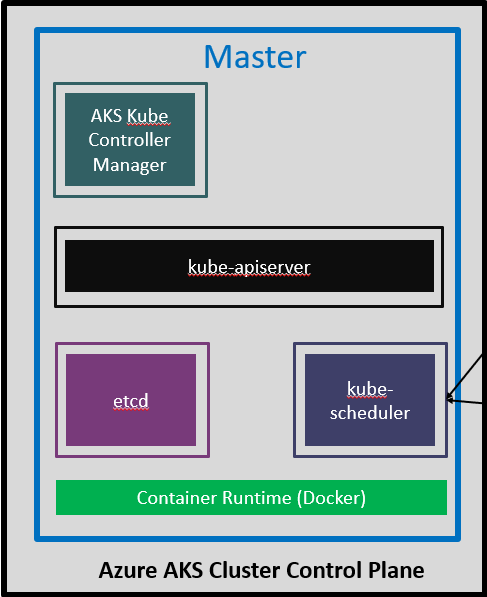 Master
AKS Kube
Controller
Manager
kube-apiserver
etcd
kube-
scheduler
Container Runtime (Docker)
Azure AKS Cluster Control Plane